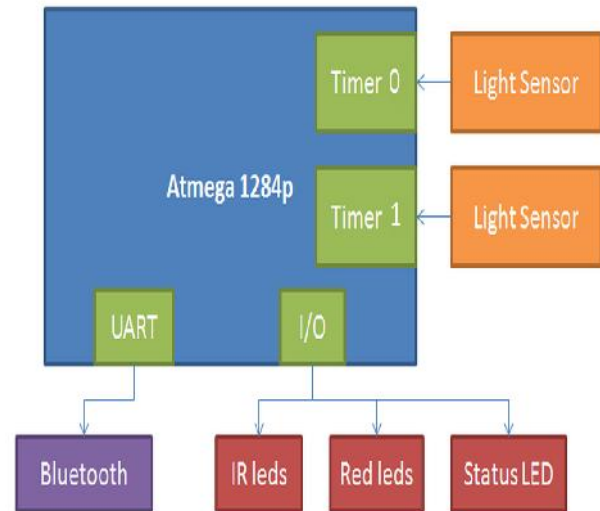 Timer 0
Light Sensor
Atmega 1284p
Timer 1
Light Sensor
UART
I/O
Bluetooth
IR leds
Red leds
Status LED